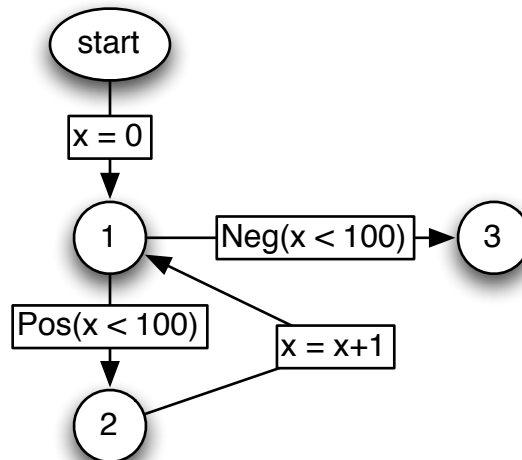 start
x = 0
1
Neg(x < 100)
3
Pos(x < 100)
x = x+1
2